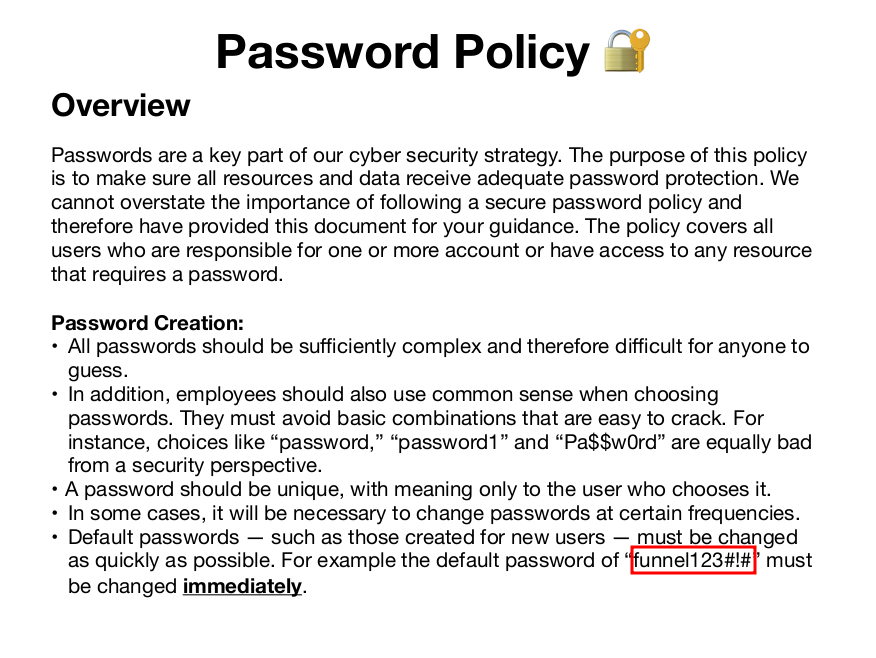 Password Policy 🔐
Overview
Passwords are a key part of our cyber security strategy. The purpose of this policy
is to make sure all resources and data receive adequate password protection. We
cannot overstate the importance of following a secure password policy and
therefore have provided this document for your guidance. The policy covers all
users who are responsible for one or more account or have access to any resource
that requires a password.
Password Creation:
• All passwords should be sufficiently complex and therefore difficult for anyone to
guess.
• In addition, employees should also use common sense when choosing
passwords. They must avoid basic combinations that are easy to crack. For
instance, choices like “password,” “password1” and “Pa$$w0rd” are equally bad
from a security perspective.
• A password should be unique, with meaning only to the user who chooses it.
• In some cases, it will be necessary to change passwords at certain frequencies.
• Default passwords — such as those created for new users — must be changed
as quickly as possible. For example the default password of “funnel123#!#” must
be changed immediately.